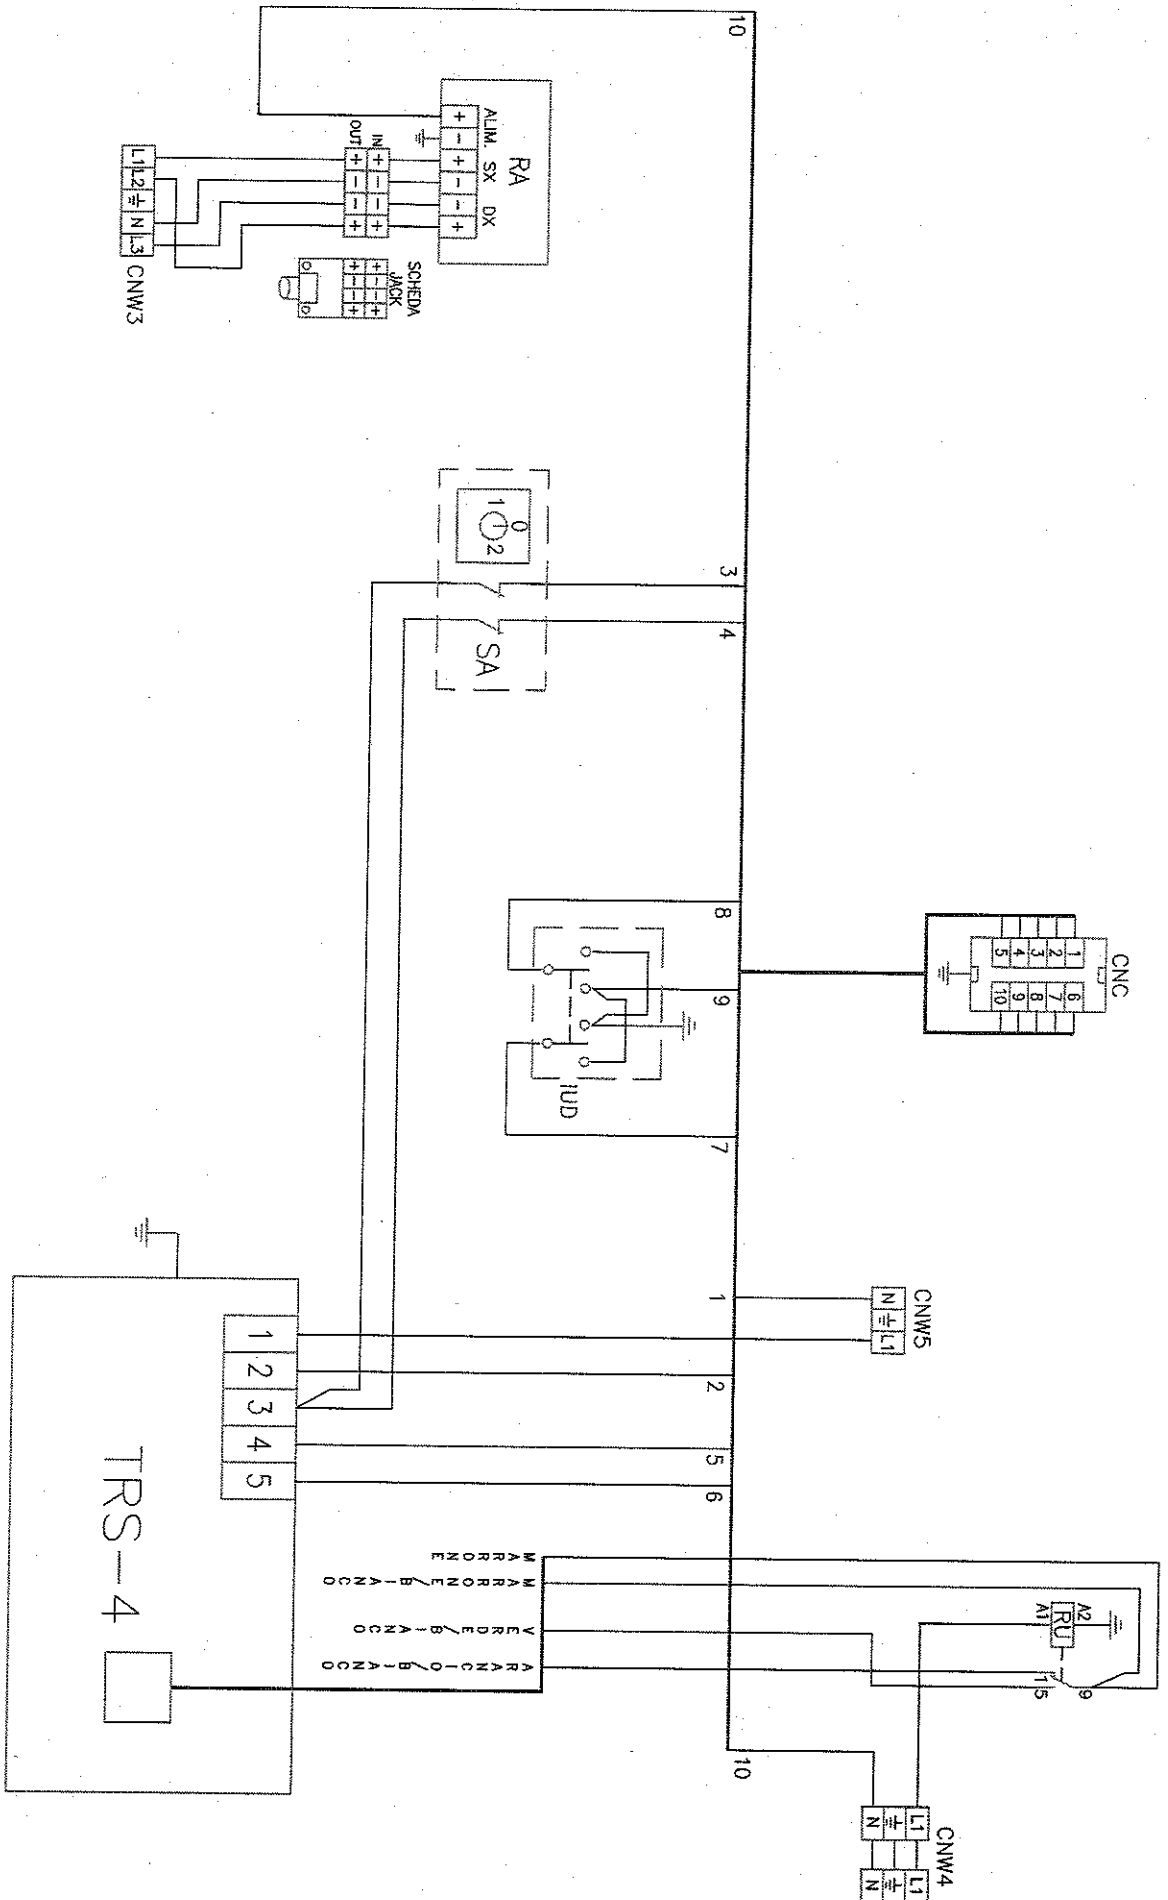 10
ALIM.
SX
DX
RA
+ - + - - +
IN
+ - - +
OUT
+ - - +
L1 L2 N L3
CNW3
SCHEDA
JACK
+ - - +
+ - - +
1 0 2
SA
3
4
8
9
7
IUD
CNC
1 2 3 4 5
6 7 8 9 10
CNW5
N L1
1
2
5
6
1
2
3
4
5
TRS-4
MARRONE
MARRONE/BIANCO
VERDE/BIANCO
ARANCIO/BIANCO
A2
RU
A1
1
5
9
10
CNW4
L1 N
L1 N